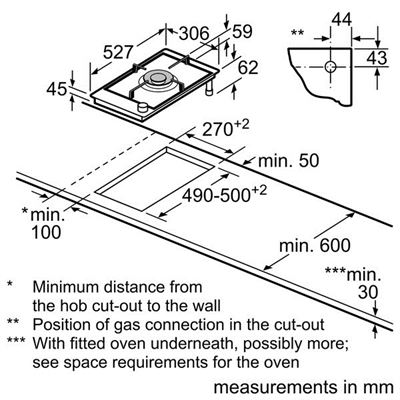 44
** 43
306 59
527
62
45
270+2
min. 50
490-500+2
*min.
100
min. 600
***min.
30
* Minimum distance from
the hob cut-out to the wall
** Position of gas connection in the cut-out
*** With fitted oven underneath, possibly more;
see space requirements for the oven
measurements in mm